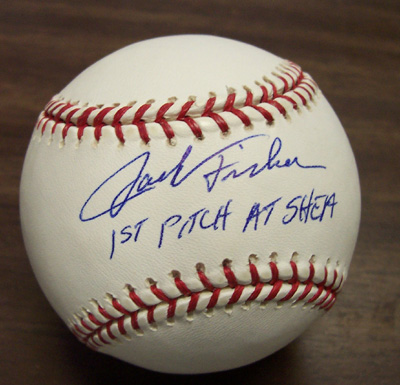 Jack Fisher
1ST PITCH AT SHEA